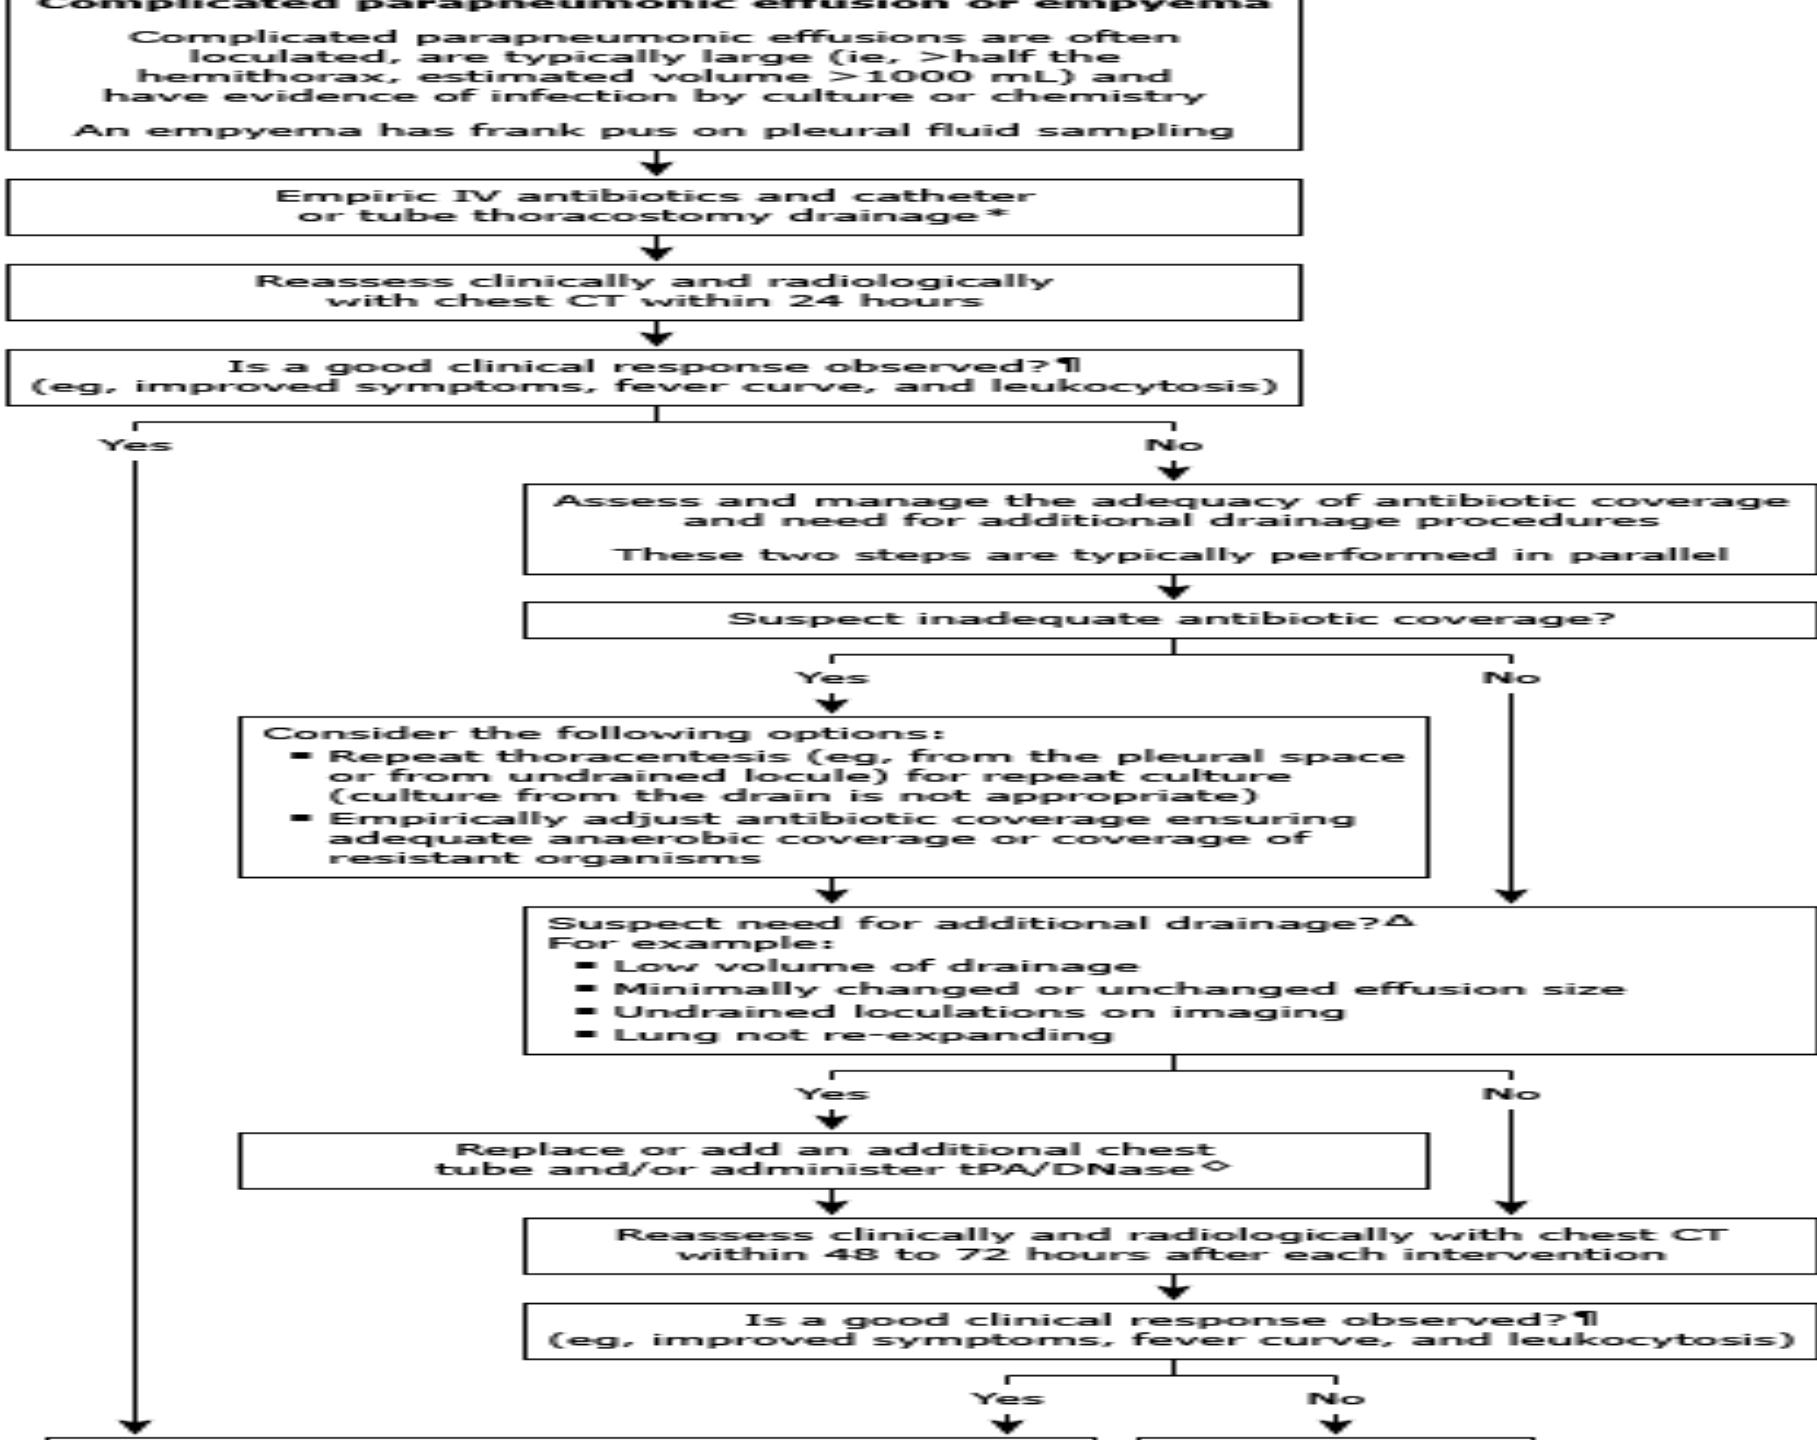 Complicated parapneumonic effusion or empyema
Complicated parapneumonic effusions are often
loculated, are typically large (ie, >half the
hemithorax, estimated volume >1000 mL) and
have evidence of infection by culture or chemistry
An empyema has frank pus on pleural fluid sampling
Empiric IV antibiotics and catheter
or tube thoracostomy drainage*
Reassess clinically and radiologically
with chest CT within 24 hours
Is a good clinical response observed?¶
(eg, improved symptoms, fever curve, and leukocytosis)
Yes
No
Assess and manage the adequacy of antibiotic coverage
and need for additional drainage procedures
These two steps are typically performed in parallel
Suspect inadequate antibiotic coverage?
Yes
No
Consider the following options:
▪ Repeat thoracentesis (eg, from the pleural space
or from undrained locule) for repeat culture
(culture from the drain is not appropriate)
▪ Empirically adjust antibiotic coverage ensuring
adequate anaerobic coverage or coverage of
resistant organisms
Suspect need for additional drainage?Δ
For example:
▪ Low volume of drainage
▪ Minimally changed or unchanged effusion size
▪ Undrained loculations on imaging
▪ Lung not re-expanding
Yes
No
Replace or add an additional chest
tube and/or administer tPA/DNase◇
Reassess clinically and radiologically with chest CT
within 48 to 72 hours after each intervention
Is a good clinical response observed?¶
(eg, improved symptoms, fever curve, and leukocytosis)
Yes
No